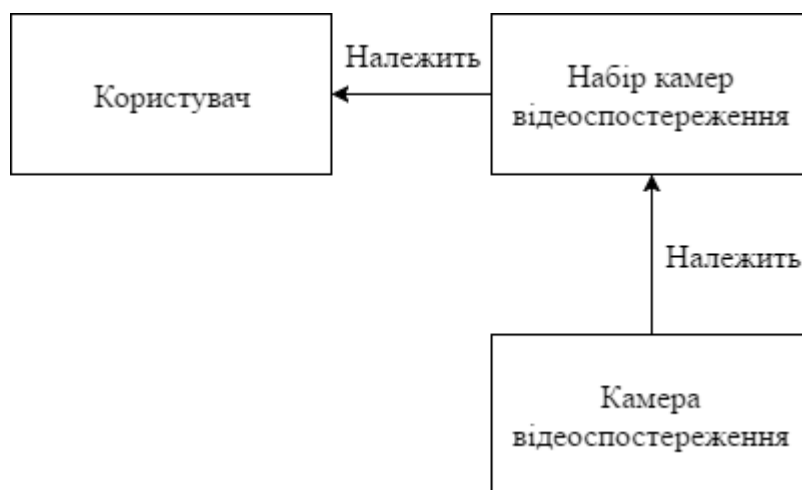 Належить
Користувач
Набір камер
відеоспостереження
Належить
Камера
відеоспостереження